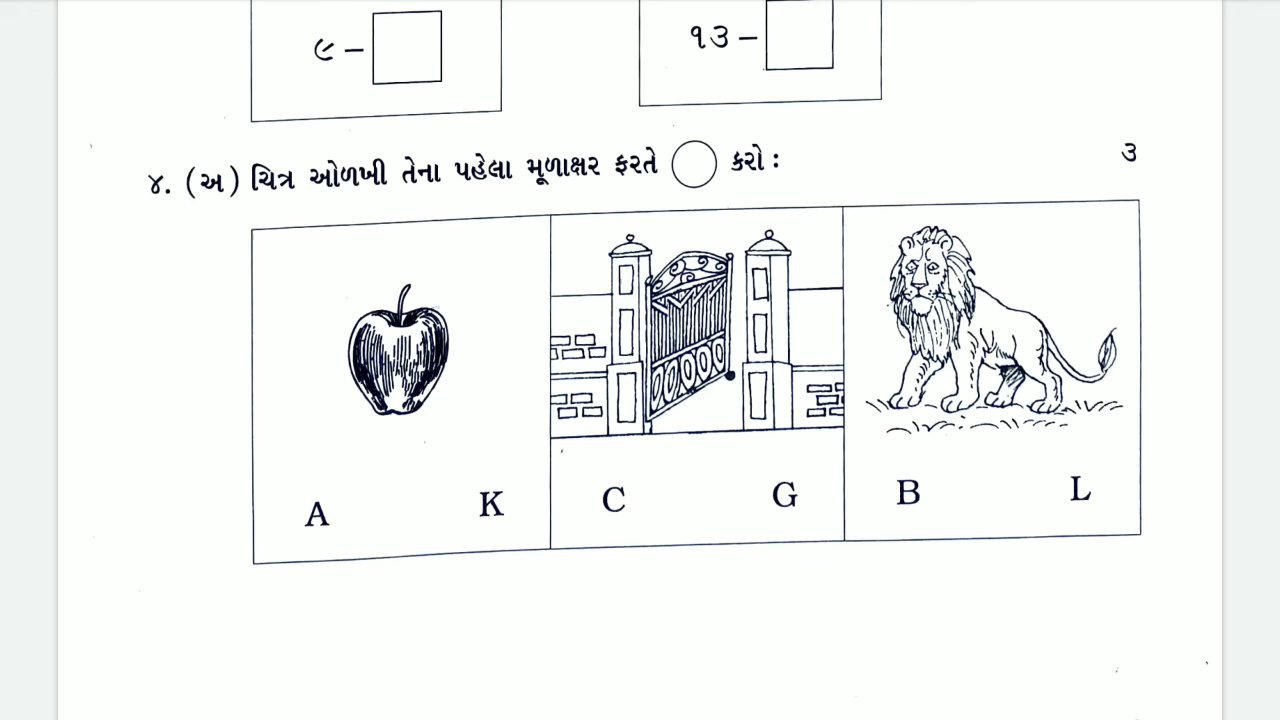 ૯ –
૧૩ –
૪. (અ) ચિત્ર ઓળખી તેના પહેલા મૂળાક્ષર ફરતે ◯ કરો : ૩
A K C G B L